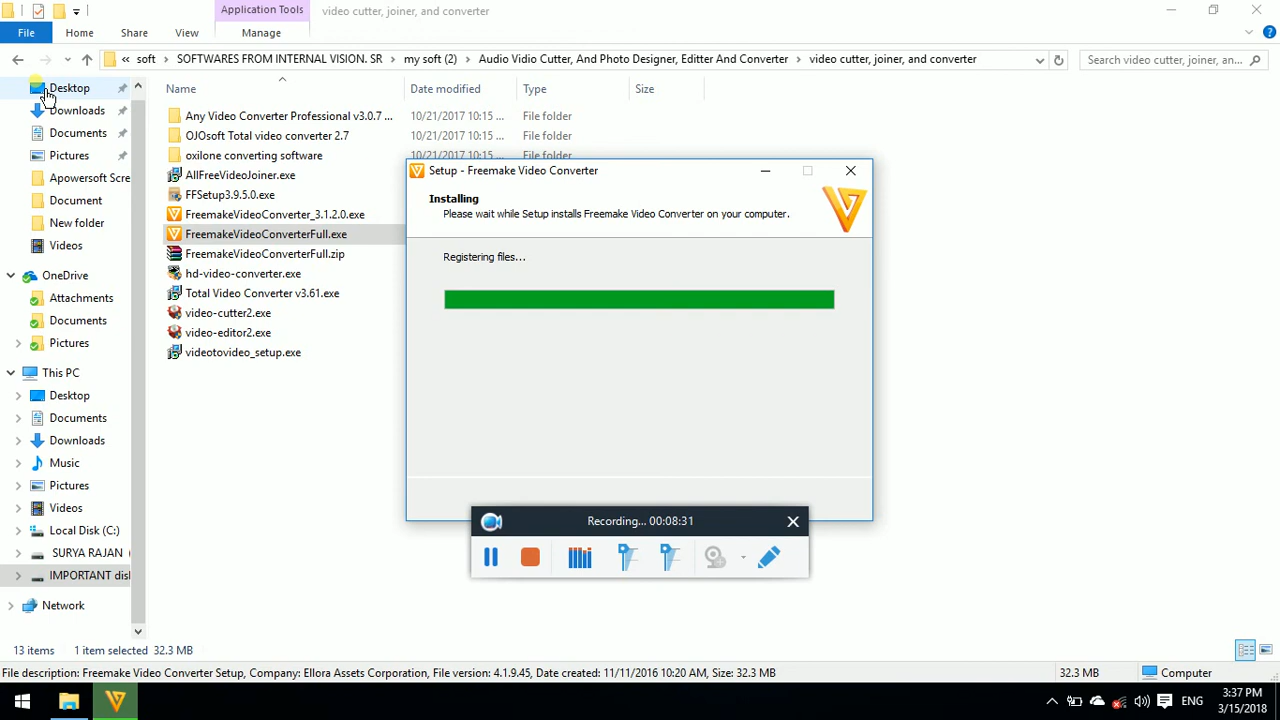 Application Tools
video cutter, joiner, and converter
File
Home
Share
View
Manage
soft
SOFTWARES FROM INTERNAL VISION. SR
my soft (2)
Audio Vidio Cutter, And Photo Designer, Editter And Converter
video cutter, joiner, and converter
Search video cutter, joiner, an...
Name
Date modified
Type
Size
Desktop
Downloads
Documents
Pictures
Apowersoft Scre
Document
New folder
Videos
OneDrive
Attachments
Documents
Pictures
This PC
Desktop
Documents
Downloads
Music
Pictures
Videos
Local Disk (C:)
SURYA RAJAN (
IMPORTANT disk
Network
Any Video Converter Professional v3.0.7 ...
10/21/2017 10:15 ...
File folder
OJOsoft Total video converter 2.7
10/21/2017 10:15 ...
File folder
oxilone converting software
10/21/2017 10:15 ...
File folder
AllFreeVideoJoiner.exe
FFSetup3.9.5.0.exe
FreemakeVideoConverter_3.1.2.0.exe
FreemakeVideoConverterFull.exe
FreemakeVideoConverterFull.zip
hd-video-converter.exe
Total Video Converter v3.61.exe
video-cutter2.exe
video-editor2.exe
videotovideo_setup.exe
Setup - Freemake Video Converter
Installing
Please wait while Setup installs Freemake Video Converter on your computer.
Registering files...
Recording... 00:08:31
13 items
1 item selected 32.3 MB
File description: Freemake Video Converter Setup, Company: Ellora Assets Corporation, File version: 4.1.9.45, Date created: 11/11/2016 10:20 AM, Size: 32.3 MB
32.3 MB
Computer
ENG
3:37 PM
3/15/2018